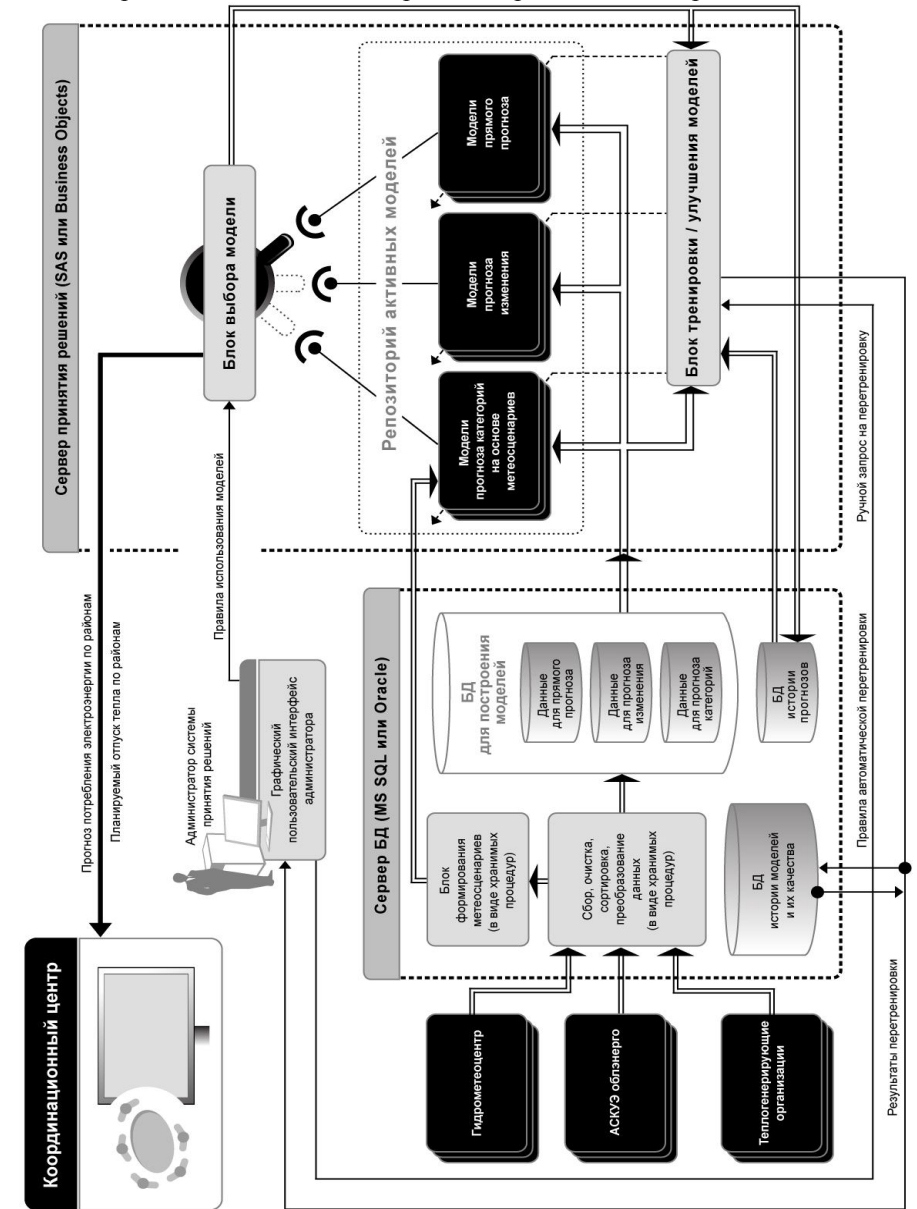 Координационный центр
Прогноз потребления электроэнергии по районам
Планируемый отпуск тепла по районам
Сервер принятия решений (SAS или Business Objects)
Администратор системы
принятия решений
Графический
пользовательский интерфейс
администратора
Правила использования моделей
Блок выбора модели
Репозиторий активных моделей
Модели
прогноза категорий
на основе
метеосценариев
Модели
прогноза
изменения
Модели
прямого
прогноза
Блок тренировки / улучшения моделей
Сервер БД (MS SQL или Oracle)
Гидрометеоцентр
АСКУЭ облэнерго
Теплогенерирующие
организации
Блок
формирования
метеосценариев
(в виде хранимых
процедур)
Сбор, очистка,
сортировка,
преобразование
данных
(в виде хранимых
процедур)
БД
истории моделей
и их качества
БД
для построения
моделей
Данные
для прямого
прогноза
Данные
для прогноза
изменения
Данные
для прогноза
категорий
БД
истории
прогнозов
Результаты перетренировки
Правила автоматической перетренировки
Ручной запрос на перетренировку